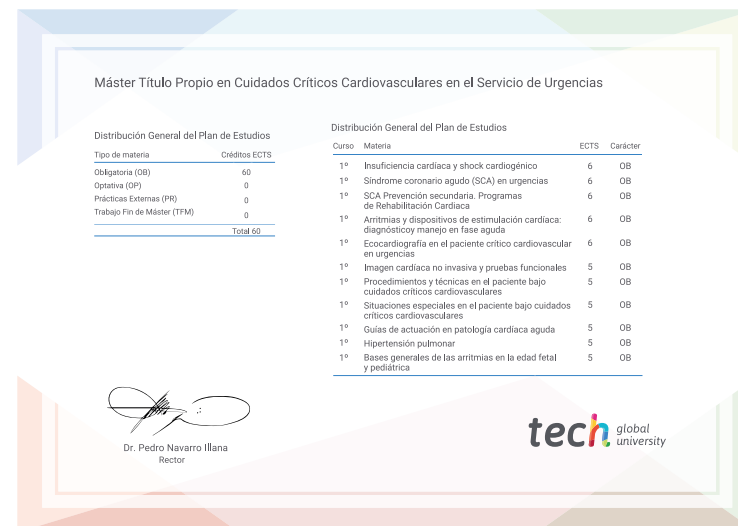 Máster Título Propio en Cuidados Críticos Cardiovasculares en el Servicio de Urgencias
Distribución General del Plan de Estudios
Tipo de materia Créditos ECTS
Obligatoria (OB) 60
Optativa (OP) 0
Prácticas Externas (PR) 0
Trabajo Fin de Máster (TFM) 0
Total 60
Distribución General del Plan de Estudios
Curso Materia ECTS Carácter
1º Insuficiencia cardíaca y shock cardiogénico 6 OB
1º Síndrome coronario agudo (SCA) en urgencias 6 OB
1º SCA Prevención secundaria. Programas 6 OB
de Rehabilitación Cardiaca
1º Arritmias y dispositivos de estimulación cardíaca: 6 OB
diagnósticoy manejo en fase aguda
1º Ecocardiografía en el paciente crítico cardiovascular 6 OB
en urgencias
1º Imagen cardíaca no invasiva y pruebas funcionales 5 OB
1º Procedimientos y técnicas en el paciente bajo 5 OB
cuidados críticos cardiovasculares
1º Situaciones especiales en el paciente bajo cuidados 5 OB
críticos cardiovasculares
1º Guías de actuación en patología cardíaca aguda 5 OB
1º Hipertensión pulmonar 5 OB
1º Bases generales de las arritmias en la edad fetal 5 OB
y pediátrica
Dr. Pedro Navarro Illana
Rector
tech global
university